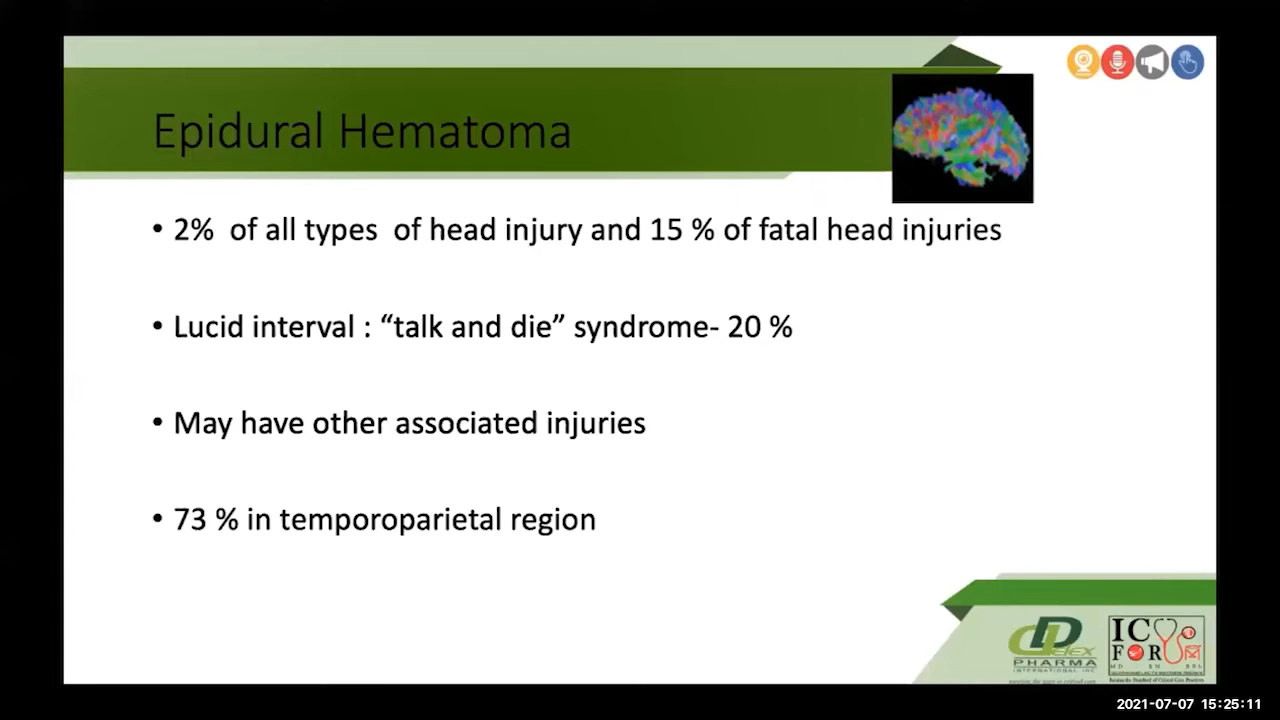 Epidural Hematoma
• 2% of all types of head injury and 15 % of fatal head injuries
• Lucid interval : “talk and die” syndrome- 20 %
• May have other associated injuries
• 73 % in temporoparietal region
PHARMA
INTERNATIONAL INC
IC
FOR
2021-07-07 15:25:11